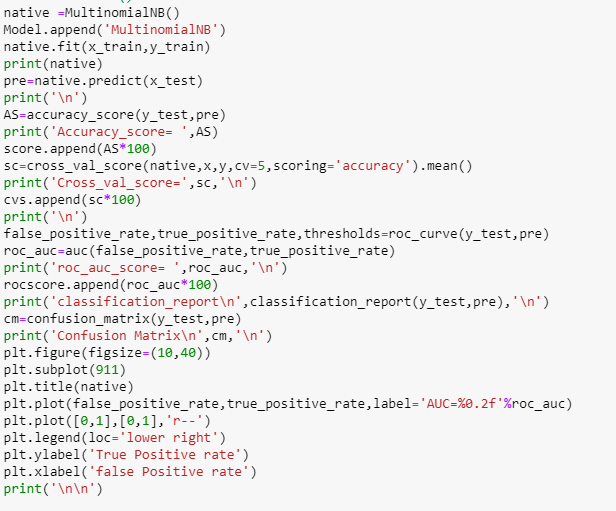 native =MultinomialNB()
Model.append('MultinomialNB')
native.fit(x_train,y_train)
print(native)
pre=native.predict(x_test)
print('\n')
AS=accuracy_score(y_test,pre)
print('Accuracy_score= ',AS)
score.append(AS*100)
sc=cross_val_score(native,x,y,cv=5,scoring='accuracy').mean()
print('Cross_val_score=',sc,'\n')
cvs.append(sc*100)
print('\n')
false_positive_rate,true_positive_rate,thresholds=roc_curve(y_test,pre)
roc_auc=auc(false_positive_rate,true_positive_rate)
print('roc_auc_score= ',roc_auc,'\n')
rocscore.append(roc_auc*100)
print('classification_report\n',classification_report(y_test,pre),'\n')
cm=confusion_matrix(y_test,pre)
print('Confusion Matrix\n',cm,'\n')
plt.figure(figsize=(10,40))
plt.subplot(911)
plt.title(native)
plt.plot(false_positive_rate,true_positive_rate,label='AUC=%0.2f'%roc_auc)
plt.plot([0,1],[0,1],'r--')
plt.legend(loc='lower right')
plt.ylabel('True Positive rate')
plt.xlabel('false Positive rate')
print('\n\n')